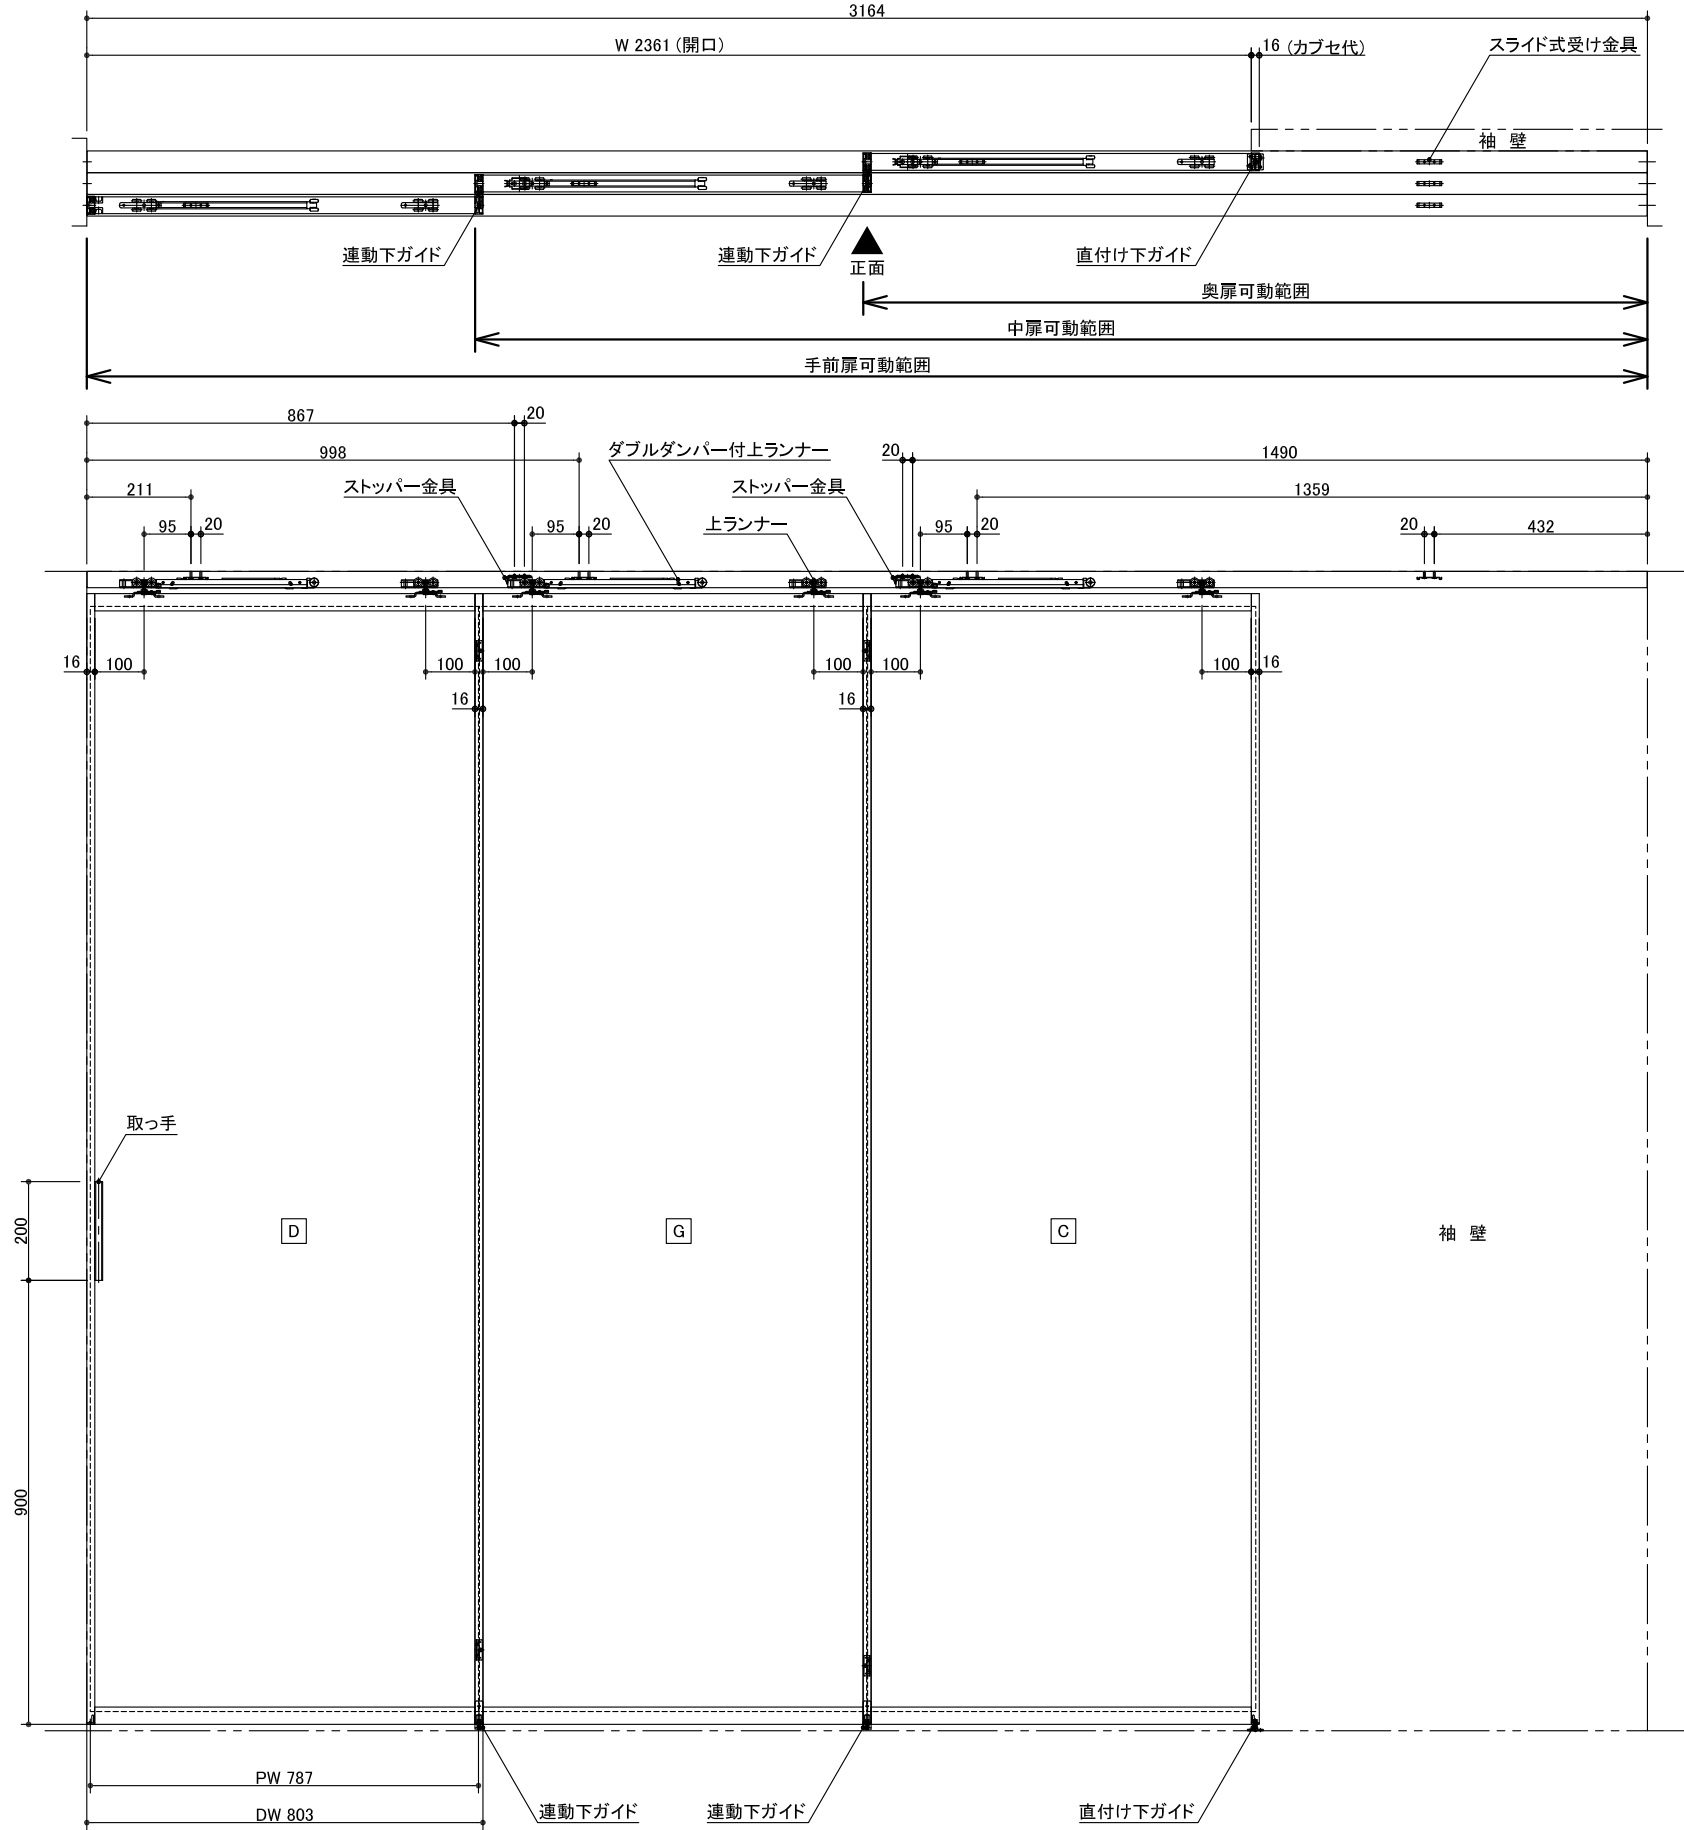 3164
W 2361 (開口)
16 (カブセ代)
スライド式受け金具
袖 壁
連動下ガイド
連動下ガイド
正面
直付け下ガイド
奥扉可動範囲
中扉可動範囲
手前扉可動範囲
867
20
998
ダブルダンパー付上ランナー
20
1490
211
ストッパー金具
ストッパー金具
1359
95
20
95
20
上ランナー
95
20
20
432
16
100
100
100
100
100
100
16
16
16
取っ手
200
D
G
C
袖 壁
900
PW 787
DW 803
連動下ガイド
連動下ガイド
直付け下ガイド